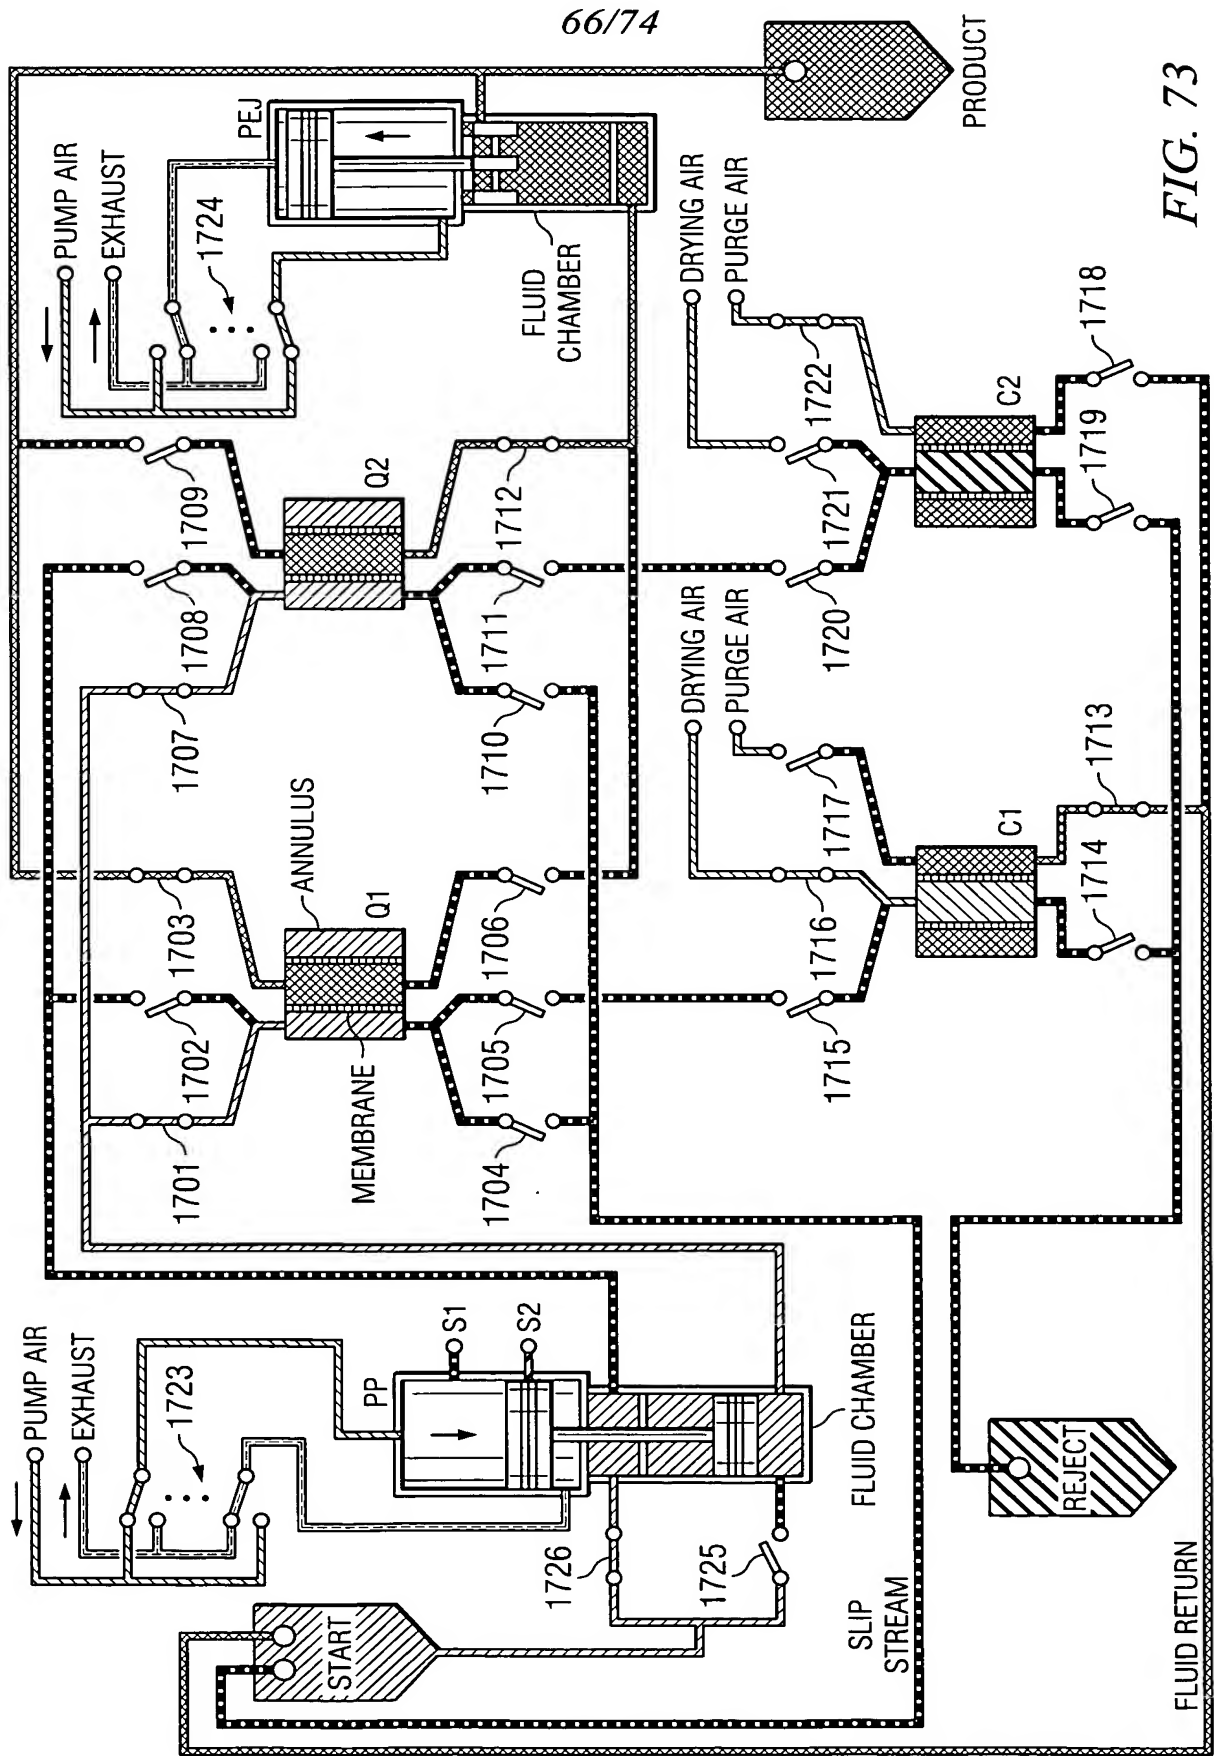 66/74
PUMP AIR
EXHAUST
1724
PEJ
FLUID
CHAMBER
PRODUCT
1709
1708
1707
Q2
1712
1711
1710
DRYING AIR
PURGE AIR
1722
1721
1720
C2
1718
1719
1703
1702
1701
ANNULUS
MEMBRANE
Q1
1706
1705
1704
DRYING AIR
PURGE AIR
1717
1716
1715
C1
1713
1714
PUMP AIR
EXHAUST
1723
PP
S1
S2
FLUID CHAMBER
1726
1725
START
SLIP
STREAM
REJECT
FLUID RETURN
FIG. 73